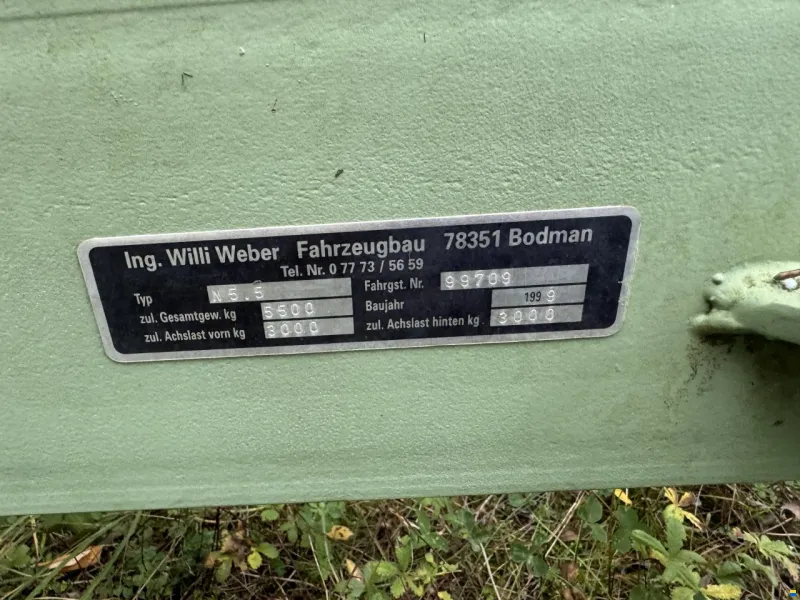 Ing. Willi Weber Fahrzeugbau 78351 Bodman
Tel. Nr. 0 77 73 / 56 59
Typ N 5.5 Fahrgst. Nr. 99709
zul. Gesamtgew. kg 5500 Baujahr 1999
zul. Achslast vorn kg 3000 zul. Achslast hinten kg 3000